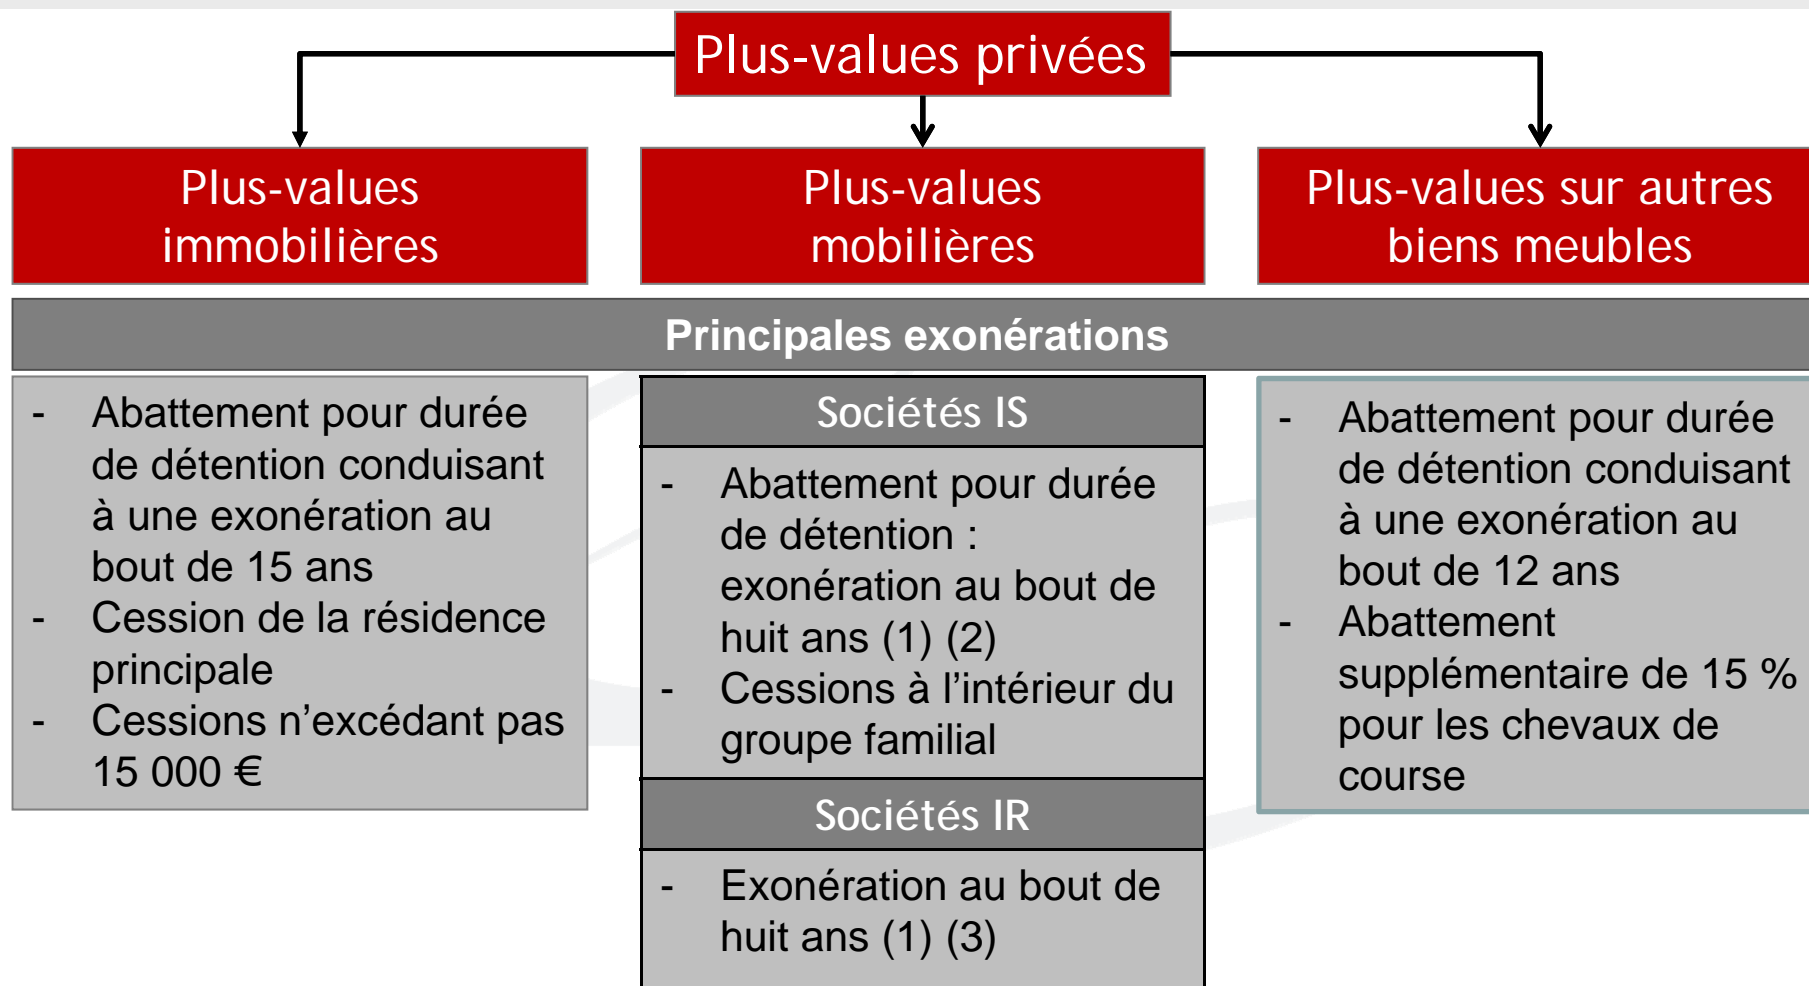 Plus-values privées
Plus-values
immobilières
Plus-values
mobilières
Plus-values sur autres
biens meubles
Principales exonérations
- Abattement pour durée
de détention conduisant
à une exonération au
bout de 15 ans
- Cession de la résidence
principale
- Cessions n’excédant pas
15 000 €
Sociétés IS
- Abattement pour durée
de détention :
exonération au bout de
huit ans (1) (2)
- Cessions à l’intérieur du
groupe familial
Sociétés IR
- Exonération au bout de
huit ans (1) (3)
- Abattement pour durée
de détention conduisant
à une exonération au
bout de 12 ans
- Abattement
supplémentaire de 15 %
pour les chevaux de
course